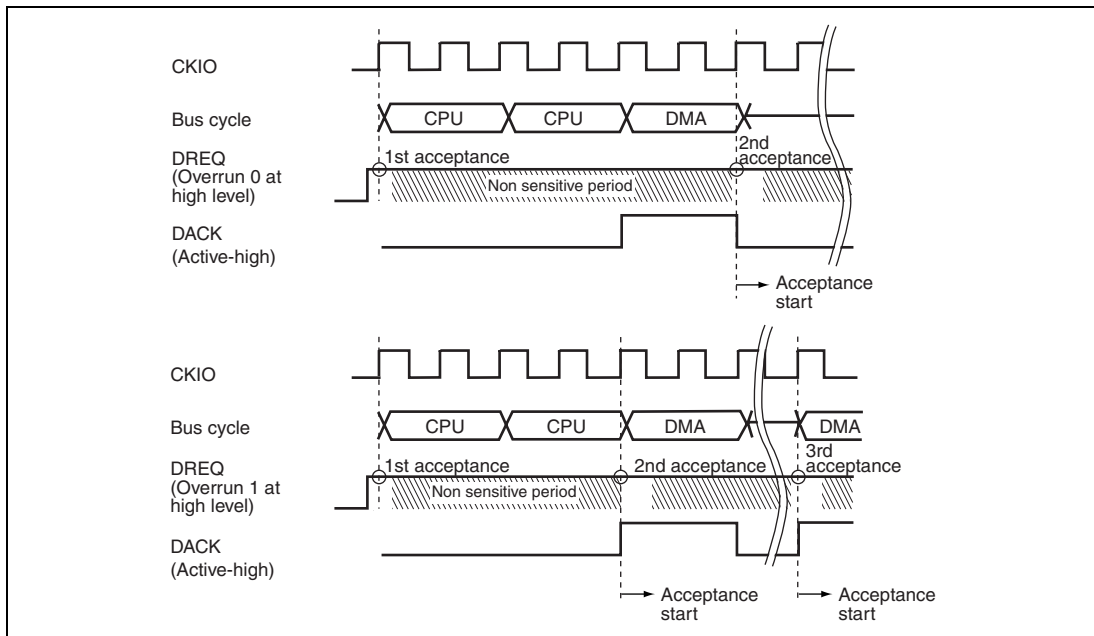 CKIO
Bus cycle
CPU
CPU
DMA
DREQ
(Overrun 0 at
high level)
1st acceptance
2nd
acceptance
Non sensitive period
DACK
(Active-high)
Acceptance
start
CKIO
Bus cycle
CPU
CPU
DMA
DMA
DREQ
(Overrun 1 at
high level)
1st acceptance
2nd acceptance
3rd
acceptance
Non sensitive period
DACK
(Active-high)
Acceptance
start
Acceptance
start